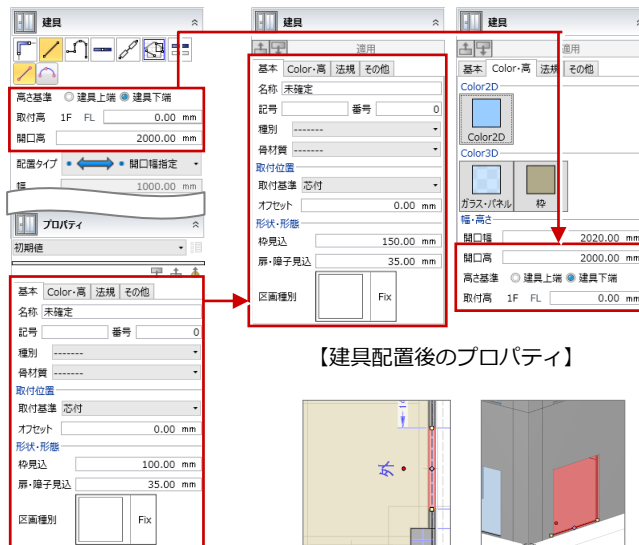 建具
高さ基準 建具上端 建具下端
取付高 1F FL 0.00 mm
開口高 2000.00 mm
配置タイプ 開口幅指定
幅 1000.00 mm
プロパティ
初期値
基本 Color・高 法規 その他
名称 未確定
記号 番号 0
種別 -------
骨材質 -------
取付位置
取付基準 芯付
オフセット 0.00 mm
形状・形態
枠見込 100.00 mm
扉・障子見込 35.00 mm
区画種別 Fix
建具
適用
基本 Color・高 法規 その他
名称 未確定
記号 番号 0
種別 -------
骨材質 -------
取付位置
取付基準 芯付
オフセット 0.00 mm
形状・形態
枠見込 150.00 mm
扉・障子見込 35.00 mm
区画種別 Fix
建具
適用
基本 Color・高 法規 その他
Color2D
Color2D
Color3D
ガラス・パネル 枠
幅・高さ
開口幅 2020.00 mm
開口高 2000.00 mm
高さ基準 建具上端 建具下端
取付高 1F FL 0.00 mm
【建具配置後のプロパティ】
外